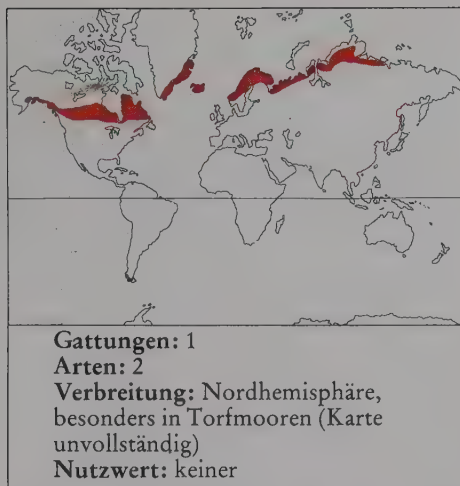 Gattungen: 1
Arten: 2
Verbreitung: Nordhemisphäre,
besonders in Torfmooren (Karte
unvollständig)
Nutzwert: keiner